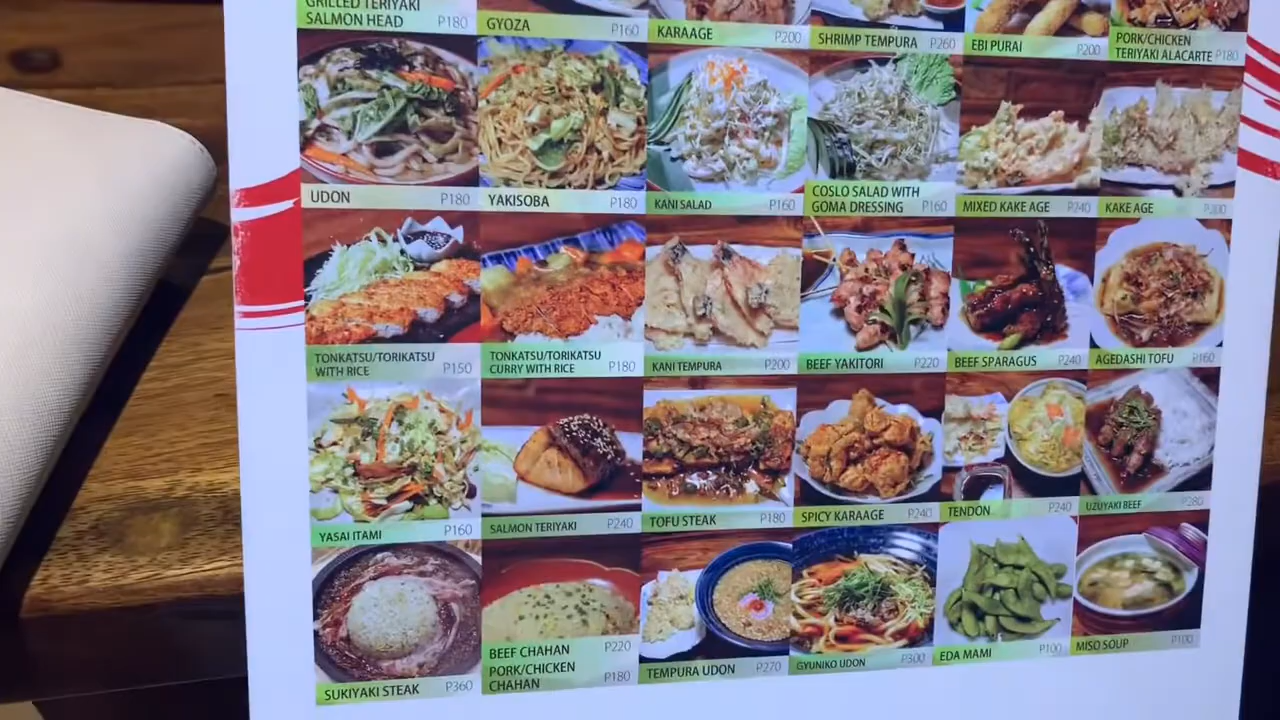 GRILLED TERIYAKI
SALMON HEAD P180
GYOZA P160
KARAAGE P200
SHRIMP TEMPURA P260
EBI PURAI P200
PORK/CHICKEN
TERIYAKI ALACARTE P180
UDON P180
YAKISOBA P180
KANI SALAD P160
COSLO SALAD WITH
GOMA DRESSING P160
MIXED KAKE AGE P240
KAKE AGE P200
TONKATSU/TORIKATSU
WITH RICE P150
TONKATSU/TORIKATSU
CURRY WITH RICE P180
KANI TEMPURA P200
BEEF YAKITORI P220
BEEF SPARAGUS P240
AGEDASHI TOFU P160
YASAI ITAMI P160
SALMON TERIYAKI P240
TOFU STEAK P180
SPICY KARAAGE P240
TENDON P240
UZUYAKI BEEF P280
SUKIYAKI STEAK P360
BEEF CHAHAN P220
PORK/CHICKEN
CHAHAN P180
TEMPURA UDON P270
GYUNIKO UDON P300
EDA MAMI P100
MISO SOUP P100